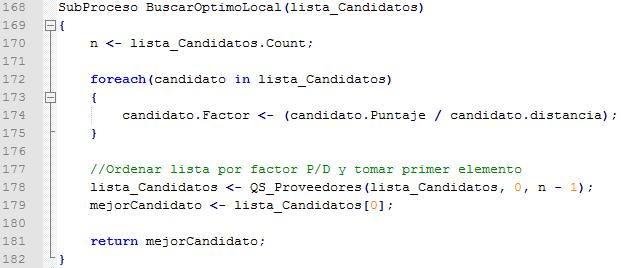 168 SubProceso BuscarOptimoLocal(lista_Candidatos)
169 {
170 n <- lista_Candidatos.Count;
171
172 foreach(candidato in lista_Candidatos)
173 {
174 candidato.Factor <- (candidato.Puntaje / candidato.distancia);
175 }
176
177 //Ordenar lista por factor P/D y tomar primer elemento
178 lista_Candidatos <- QS_Proveedores(lista_Candidatos, 0, n - 1);
179 mejorCandidato <- lista_Candidatos[0];
180
181 return mejorCandidato;
182 }